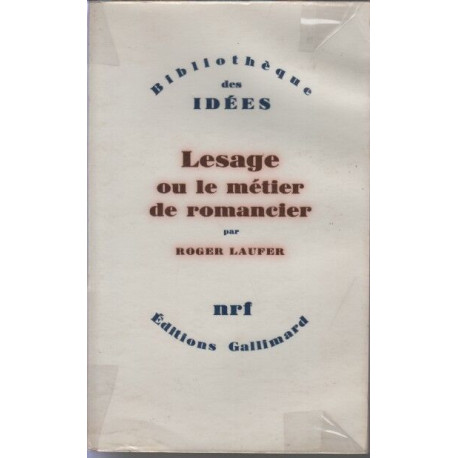 Bibliothèque
des
IDÉES
Lesage
ou le métier
de romancier
par
ROGER LAUFER
nrf
Éditions Gallimard